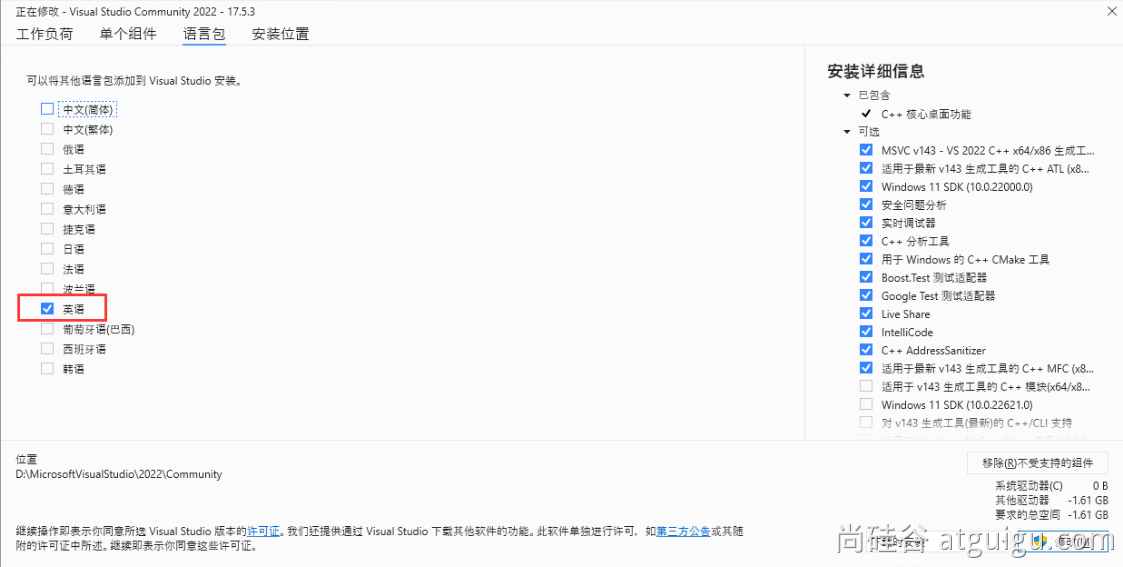 正在修改 - Visual Studio Community 2022 - 17.5.3
工作负荷 单个组件 语言包 安装位置
可以将其他语言包添加到 Visual Studio 安装。
中文(简体)
中文(繁体)
俄语
土耳其语
德语
意大利语
捷克语
日语
法语
波兰语
英语
葡萄牙语(巴西)
西班牙语
韩语
安装详细信息
已包含
C++ 核心桌面功能
可选
MSVC v143 - VS 2022 C++ x64/x86 生成工...
适用于最新 v143 生成工具的 C++ ATL (x8...
Windows 11 SDK (10.0.22000.0)
安全问题分析
实时调试器
C++ 分析工具
用于 Windows 的 C++ CMake 工具
Boost.Test 测试适配器
Google Test 测试适配器
Live Share
IntelliCode
C++ AddressSanitizer
适用于最新 v143 生成工具的 C++ MFC (x8...
适用于 v143 生成工具的 C++ 模块(x64/x8...
Windows 11 SDK (10.0.22621.0)
对 v143 生成工具(最新)的 C++/CLI 支持
位置
D:\MicrosoftVisualStudio\2022\Community
移除(R)不受支持的组件
系统驱动器(C) 0 B
其他驱动器 -1.61 GB
要求的总空间 -1.61 GB
继续操作即表示你同意所选 Visual Studio 版本的许可证。我们还提供通过 Visual Studio 下载其他软件的功能。此软件单独进行许可，如第三方公告或其随
附的许可证中所述。继续即表示你同意这些许可证。
尚硅谷 atguigu.com